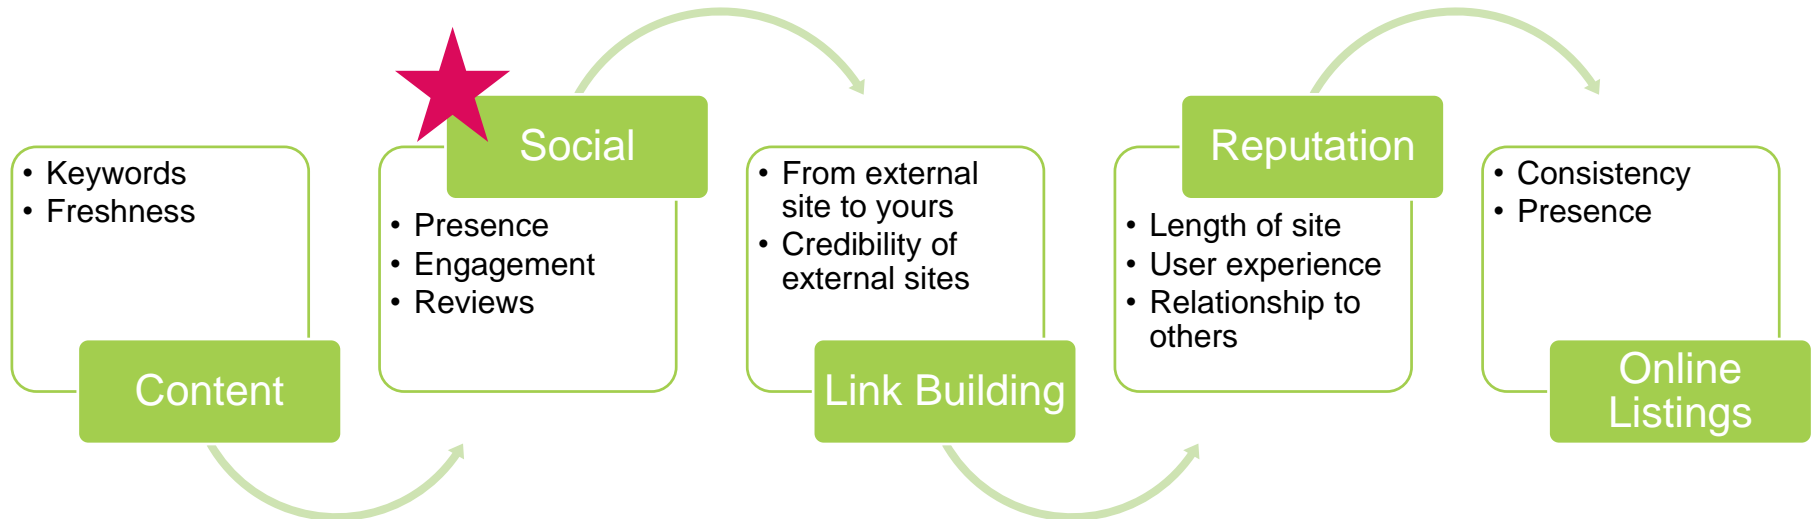 • Keywords
• Freshness
Content
Social
• Presence
• Engagement
• Reviews
• From external
site to yours
• Credibility of
external sites
Link Building
Reputation
• Length of site
• User experience
• Relationship to
others
• Consistency
• Presence
Online
Listings